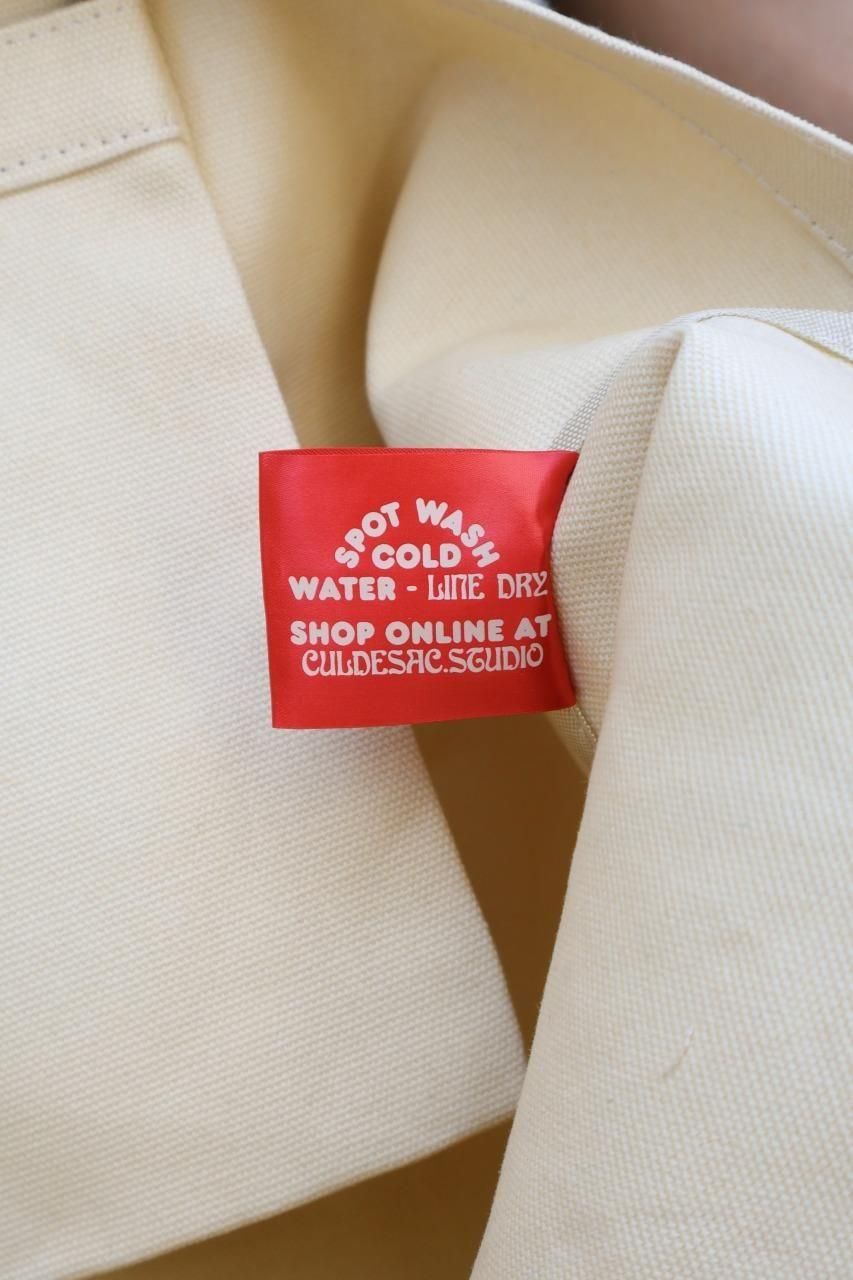 SPOT WASH
COLD
WATER - LINE DRY
SHOP ONLINE AT
CULDESAC.STUDIO